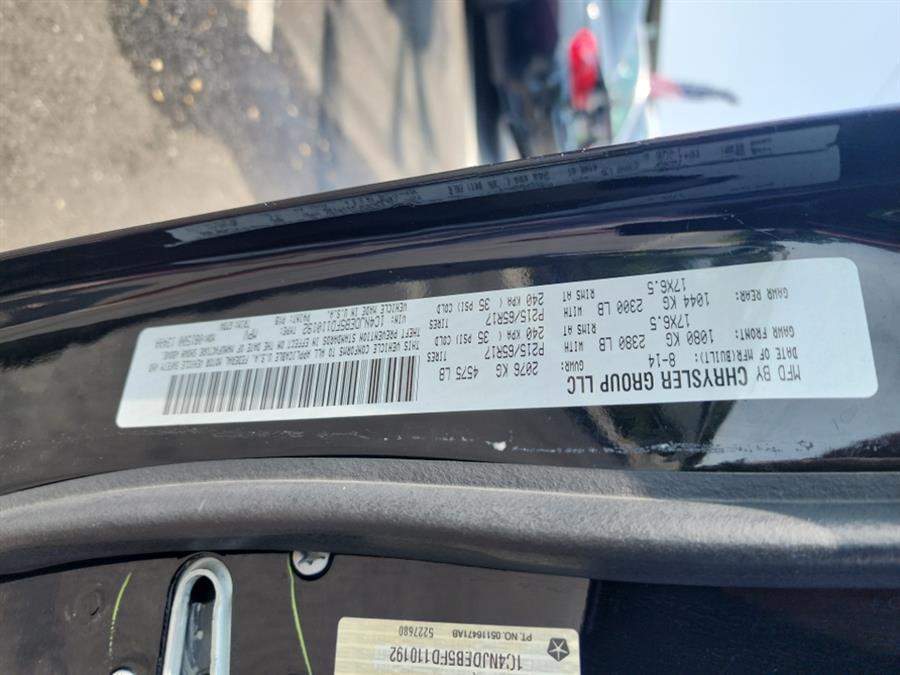 MFD BY CHRYSLER GROUP LLC
DATE OF MFR(BUILT): 8-14
GVWR: 2076 KG 4575 LB
GAWR FRONT: 1080 KG 2380 LB
RIMS AT 17X6.5
TIRES P215/65R17
240 KPA ( 35 PSI) COLD
GAWR REAR: 1044 KG 2300 LB
RIMS AT 17X6.5
TIRES P215/65R17
240 KPA ( 35 PSI) COLD
THIS VEHICLE CONFORMS TO ALL APPLICABLE U.S.A. FEDERAL MOTOR VEHICLE SAFETY AND
THEFT PREVENTION STANDARDS IN EFFECT ON THE DATE OF MANUFACTURE SHOWN ABOVE.
VIN: 1C4NJDEB5FD110192 TYPE: MPV
VEHICLE MADE IN U.S.A. PAINT:
1C4NJDEB5FD110192
PT. NO. 05116471AB
5227680